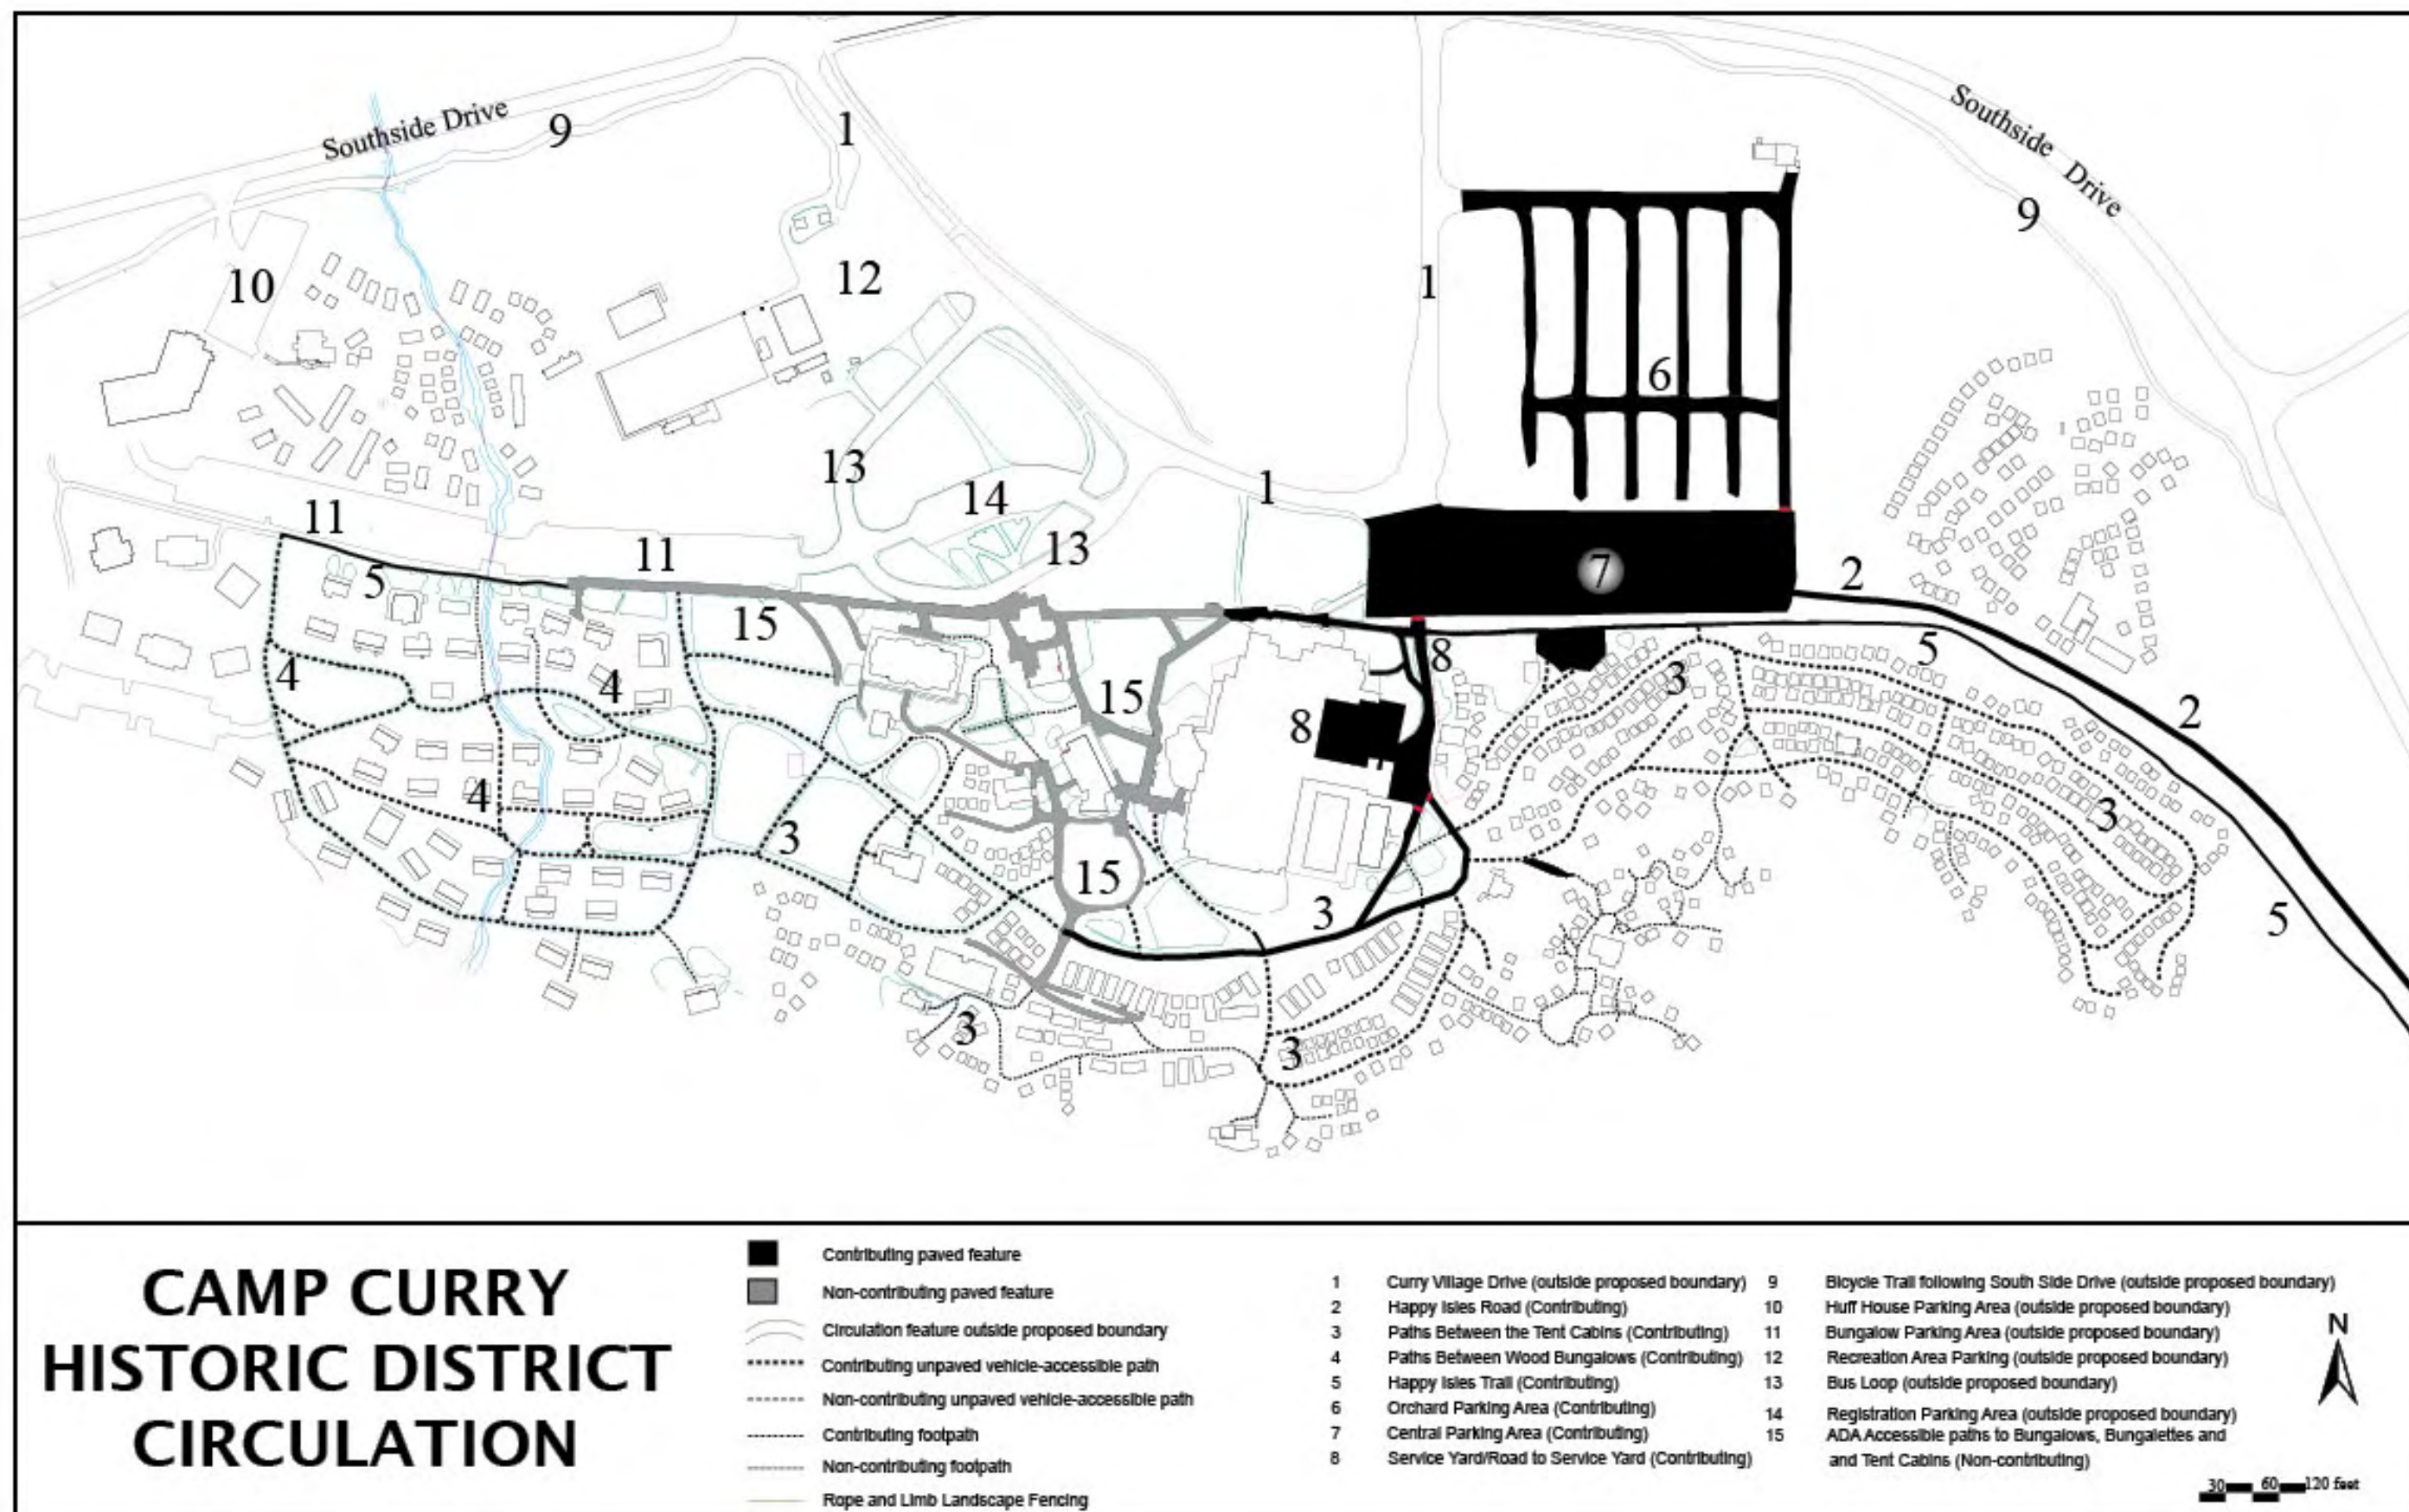 Southside Drive
9
1
Southside Drive
9
10
12
1
6
13
14
1
11
11
13
7
2
5
15
8
5
4
4
3
15
8
2
4
3
3
15
3
5
3
3
CAMP CURRY
HISTORIC DISTRICT
CIRCULATION
Contributing paved feature
Non-contributing paved feature
Circulation feature outside proposed boundary
Contributing unpaved vehicle-accessible path
Non-contributing unpaved vehicle-accessible path
Contributing footpath
Non-contributing footpath
Rope and Limb Landscape Fencing
1 Curry Village Drive (outside proposed boundary)
2 Happy Isles Road (Contributing)
3 Paths Between the Tent Cabins (Contributing)
4 Paths Between Wood Bungalows (Contributing)
5 Happy Isles Trail (Contributing)
6 Orchard Parking Area (Contributing)
7 Central Parking Area (Contributing)
8 Service Yard/Road to Service Yard (Contributing)
9 Bicycle Trail following South Side Drive (outside proposed boundary)
10 Huff House Parking Area (outside proposed boundary)
11 Bungalow Parking Area (outside proposed boundary)
12 Recreation Area Parking (outside proposed boundary)
13 Bus Loop (outside proposed boundary)
14 Registration Parking Area (outside proposed boundary)
15 ADA Accessible paths to Bungalows, Bungalettes and
and Tent Cabins (Non-contributing)
N
30 60 120 feet